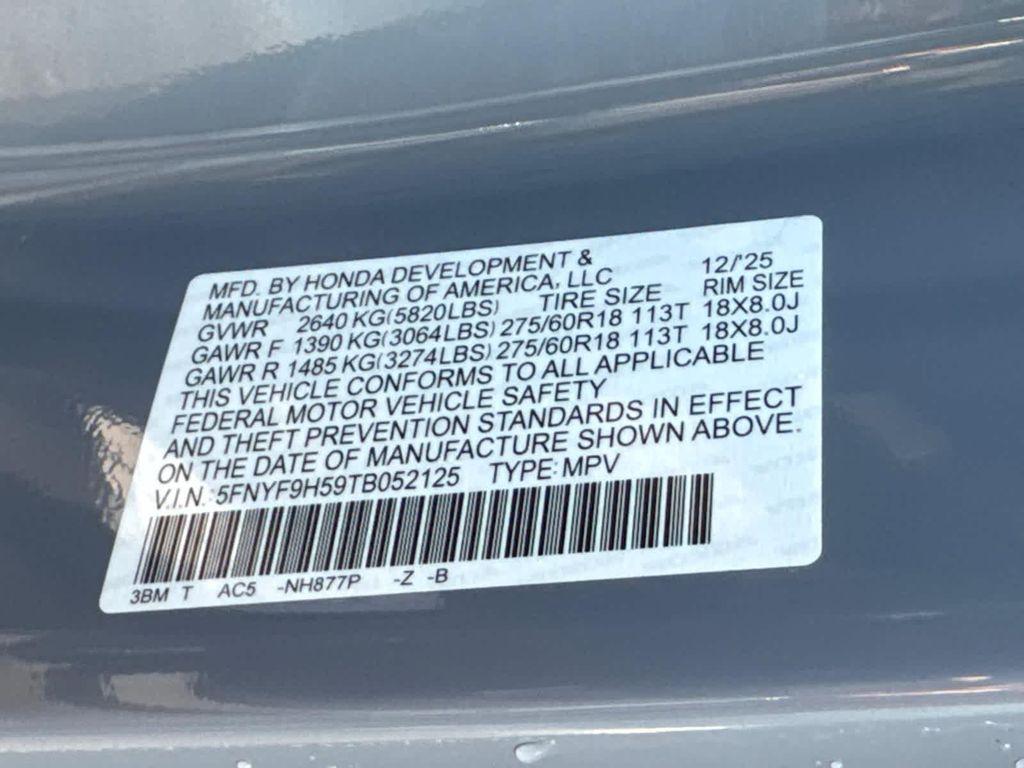 MFD. BY HONDA DEVELOPMENT &
MANUFACTURING OF AMERICA, LLC 12/'25
GVWR 2640 KG(5820LBS) TIRE SIZE RIM SIZE
GAWR F 1390 KG(3064LBS) 275/60R18 113T 18X8.0J
GAWR R 1485 KG(3274LBS) 275/60R18 113T 18X8.0J
THIS VEHICLE CONFORMS TO ALL APPLICABLE
FEDERAL MOTOR VEHICLE SAFETY
AND THEFT PREVENTION STANDARDS IN EFFECT
ON THE DATE OF MANUFACTURE SHOWN ABOVE.
V.I.N.:5FNYF9H59TB052125 TYPE:MPV
3BM T AC5 -NH877P -Z -B